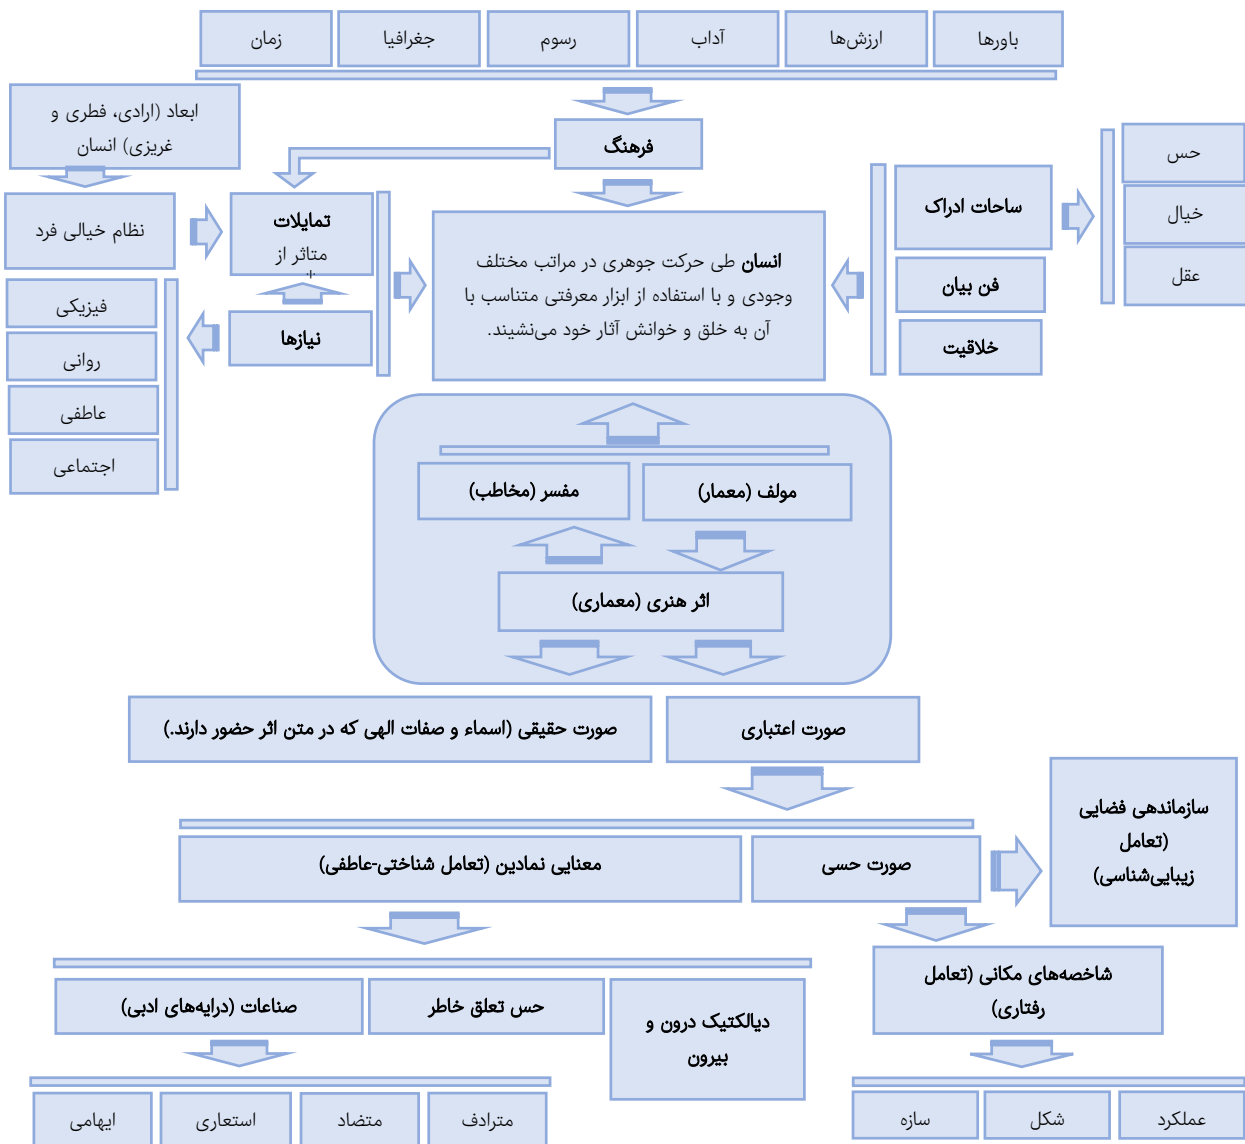 باورها
ارزش‌ها
آداب
رسوم
جغرافیا
زمان
فرهنگ
ابعاد (ارادی، فطری و
غریزی) انسان
نظام خیالی فرد
تمایلات
متاثر از
+
نیازها
فیزیکی
روانی
عاطفی
اجتماعی
انسان طی حرکت جوهری در مراتب مختلف
وجودی و با استفاده از ابزار معرفتی متناسب با
آن به خلق و خوانش آثار خود می‌نشیند.
ساحات ادراک
فن بیان
خلاقیت
حس
خیال
عقل
مولف (معمار)
مفسر (مخاطب)
اثر هنری (معماری)
صورت اعتباری
صورت حقیقی (اسماء و صفات الهی که در متن اثر حضور دارند.)
سازماندهی فضایی
(تعامل
زیبایی‌شناسی)
صورت حسی
معنایی نمادین (تعامل شناختی-عاطفی)
شاخصه‌های مکانی (تعامل
رفتاری)
دیالکتیک درون و
بیرون
حس تعلق خاطر
صناعات (درایه‌های ادبی)
عملکرد
شکل
سازه
مترادف
متضاد
استعاری
ایهامی